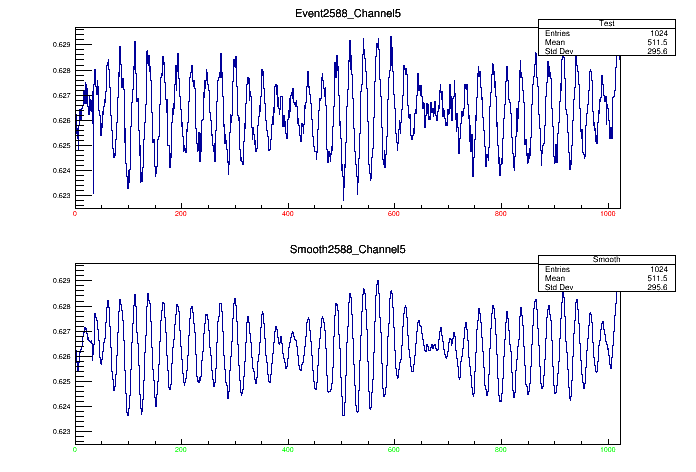 Event2588_Channel5
Test
Entries 1024
Mean 511.5
Std Dev 295.6
0.629
0.628
0.627
0.626
0.625
0.624
0.623
0 200 400 600 800 1000
Smooth2588_Channel5
Smooth
Entries 1024
Mean 511.5
Std Dev 295.6
0.629
0.628
0.627
0.626
0.625
0.624
0.623
0 200 400 600 800 1000